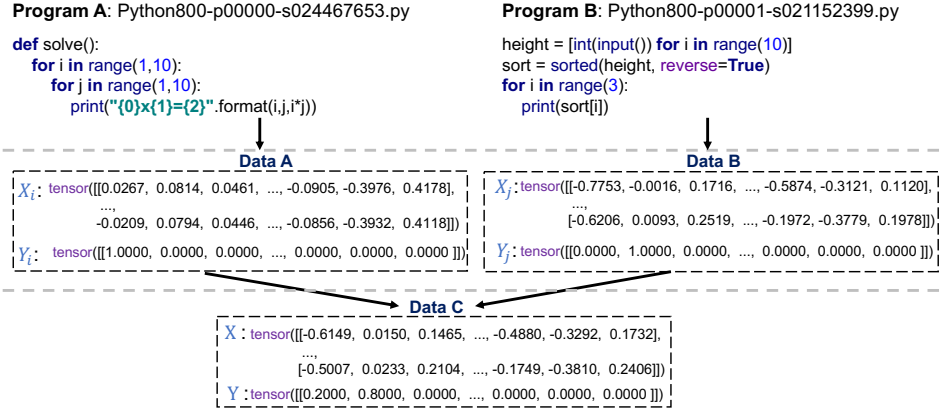 Program A: Python800-p00000-s024467653.py
def solve():
for i in range(1,10):
for j in range(1,10):
print("{0}x{1}={2}".format(i,j,i*j))
Program B: Python800-p00001-s021152399.py
height = [int(input()) for i in range(10)]
sort = sorted(height, reverse=True)
for i in range(3):
print(sort[i])
Data A
X_i: tensor([[0.0267, 0.0814, 0.0461, ..., -0.0905, -0.3976, 0.4178],
...,
-0.0209, 0.0794, 0.0446, ..., -0.0856, -0.3932, 0.4118]])
Y_i: tensor([[1.0000, 0.0000, 0.0000, ..., 0.0000, 0.0000, 0.0000 ]])
Data B
X_j: tensor([[-0.7753, -0.0016, 0.1716, ..., -0.5874, -0.3121, 0.1120],
...,
[-0.6206, 0.0093, 0.2519, ..., -0.1972, -0.3779, 0.1978]])
Y_j: tensor([[0.0000, 1.0000, 0.0000, ..., 0.0000, 0.0000, 0.0000 ]])
Data C
X : tensor([[-0.6149, 0.0150, 0.1465, ..., -0.4880, -0.3292, 0.1732],
...,
[-0.5007, 0.0233, 0.2104, ..., -0.1749, -0.3810, 0.2406]])
Y : tensor([[0.2000, 0.8000, 0.0000, ..., 0.0000, 0.0000, 0.0000 ]])